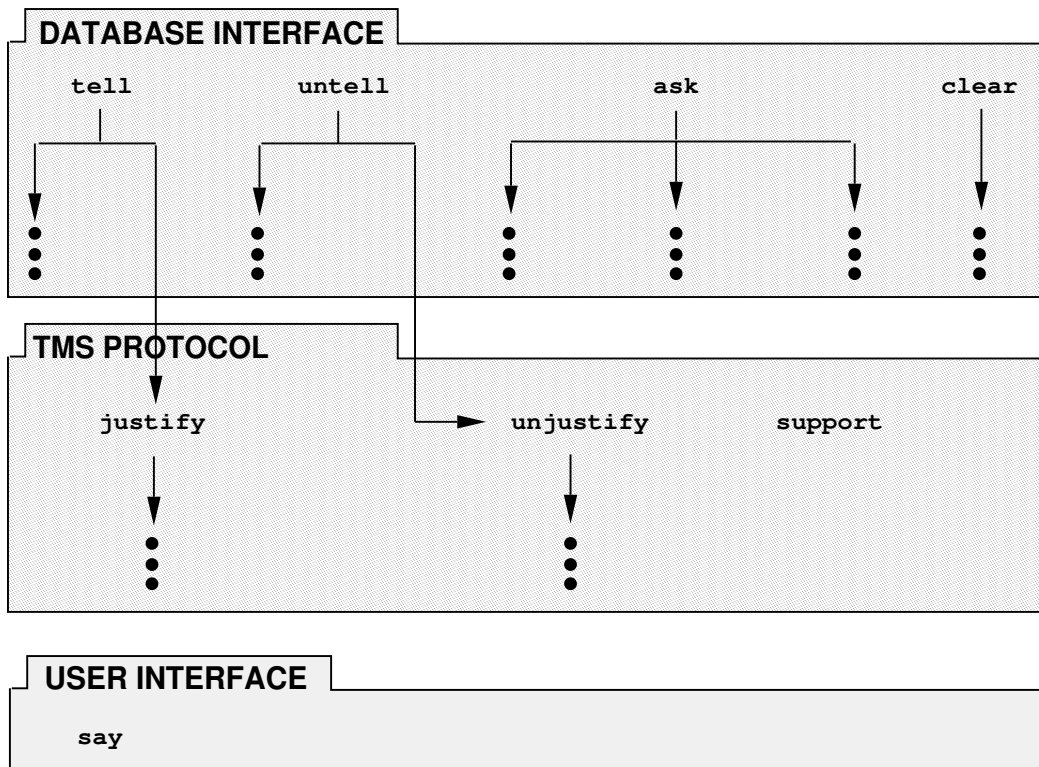 DATABASE INTERFACE
tell untell ask clear
TMS PROTOCOL
justify unjustify support
USER INTERFACE
say